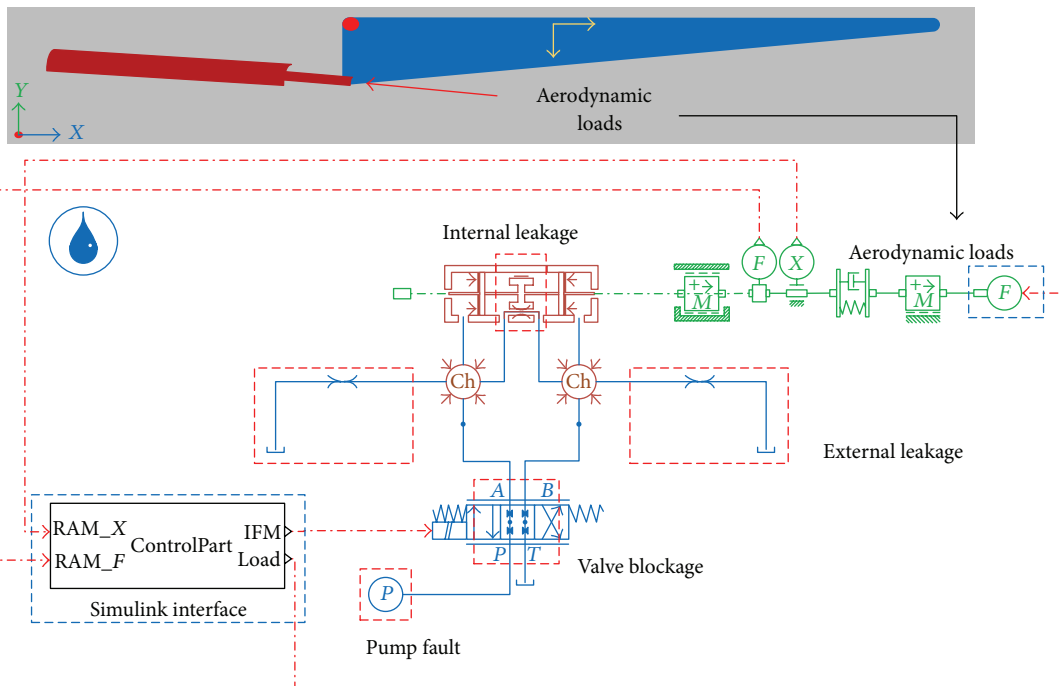 Y
X
Aerodynamic
loads
Internal leakage
Aerodynamic loads
F
X
M
M
F
Ch
Ch
External leakage
A
B
P
T
Valve blockage
RAM_X
IFM
ControlPart
RAM_F
Load
Simulink interface
P
Pump fault